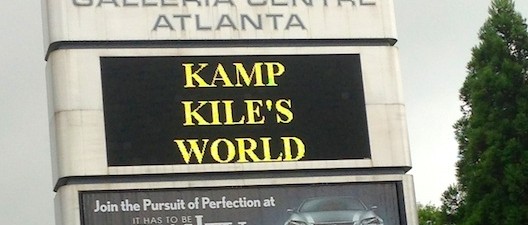 GALLERIA CENTRE
ATLANTA
KAMP
KILE'S
WORLD
Join the Pursuit of Perfection at
IT HAS TO BE